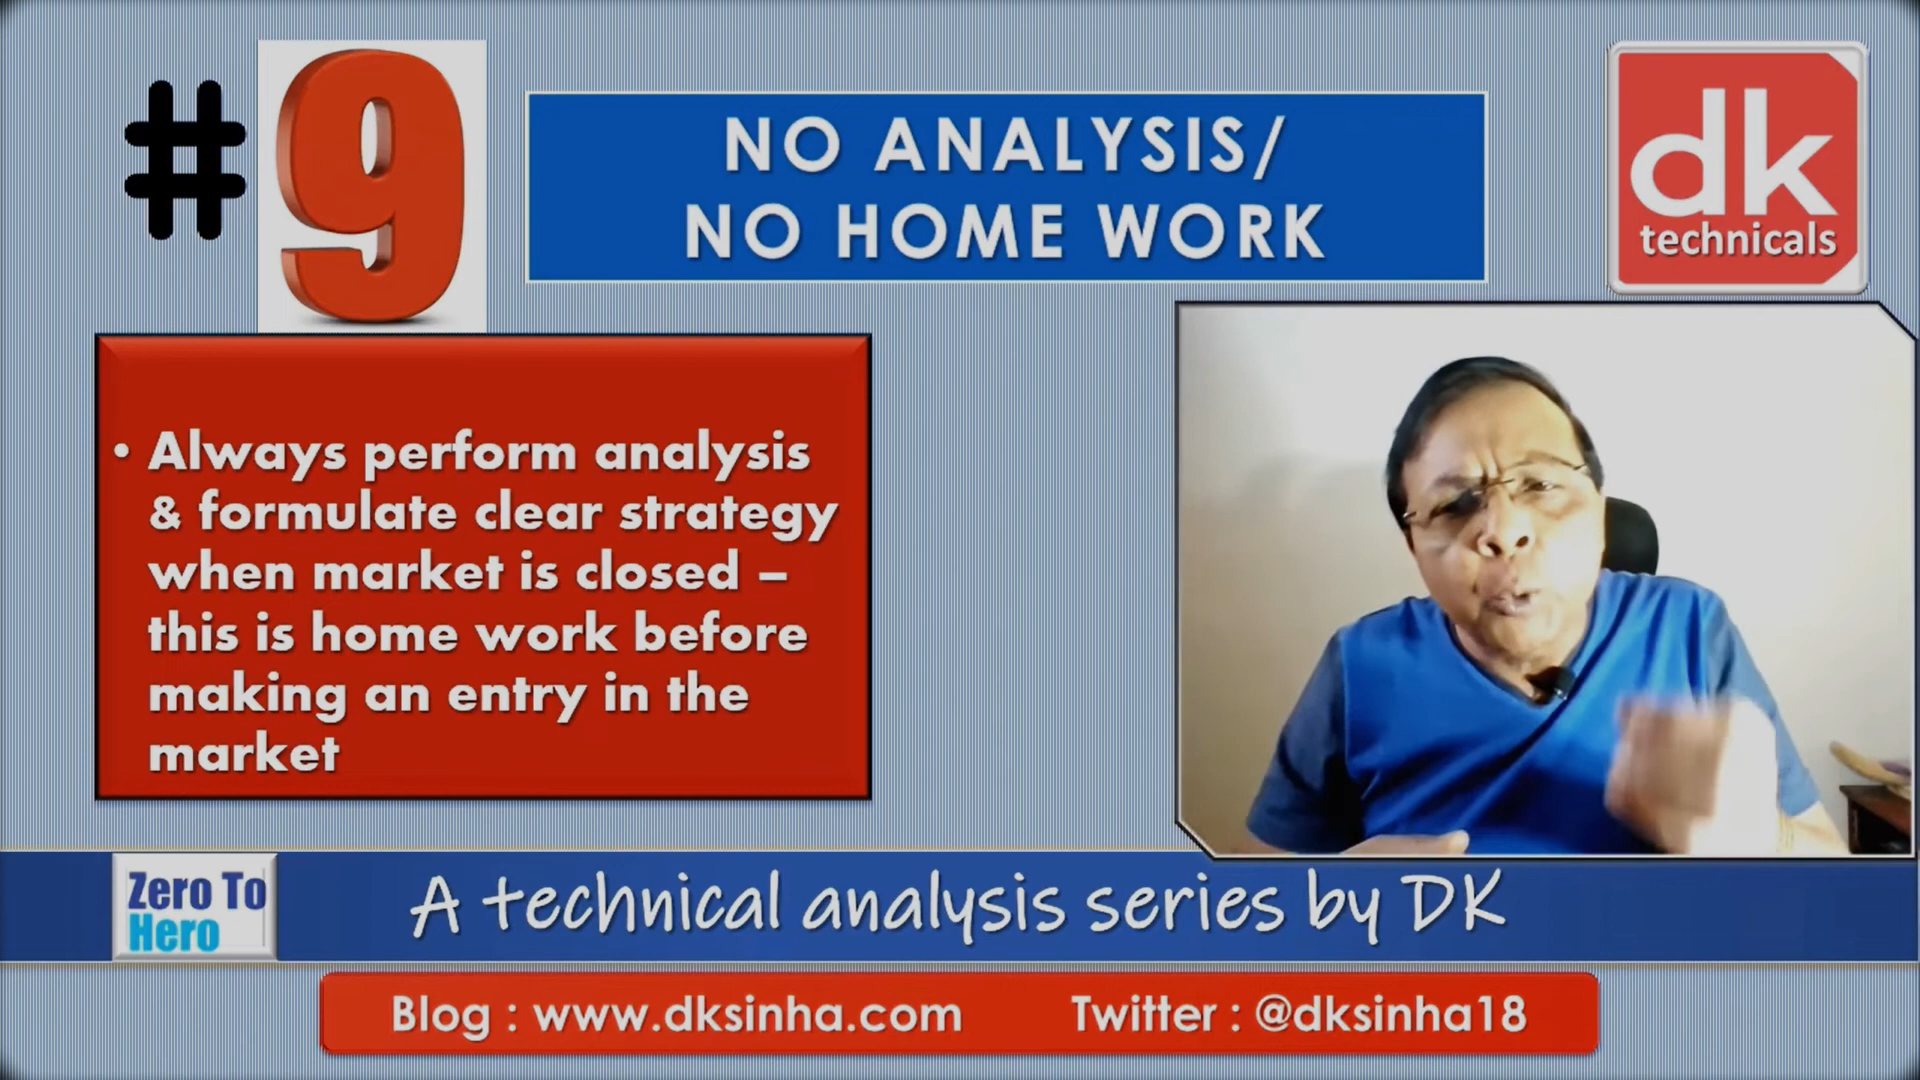 #9
NO ANALYSIS/
NO HOME WORK
dk
technicals
• Always perform analysis
& formulate clear strategy
when market is closed –
this is home work before
making an entry in the
market
Zero To
Hero
A technical analysis series by DK
Blog : www.dksinha.com Twitter : @dksinha18